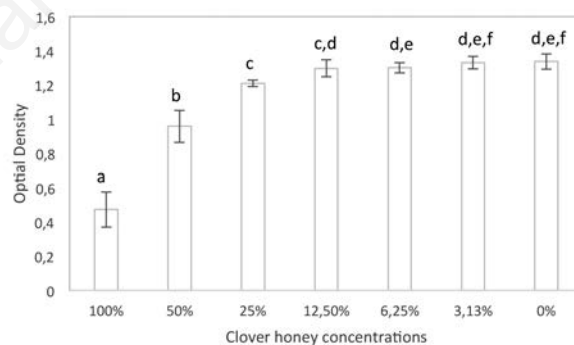 1,6
1,4
1,2
1
0,8
0,6
0,4
0,2
0
Optial Density
a
b
c
c,d
d,e
d,e,f
d,e,f
100%
50%
25%
12,50%
6,25%
3,13%
0%
Clover honey concentrations